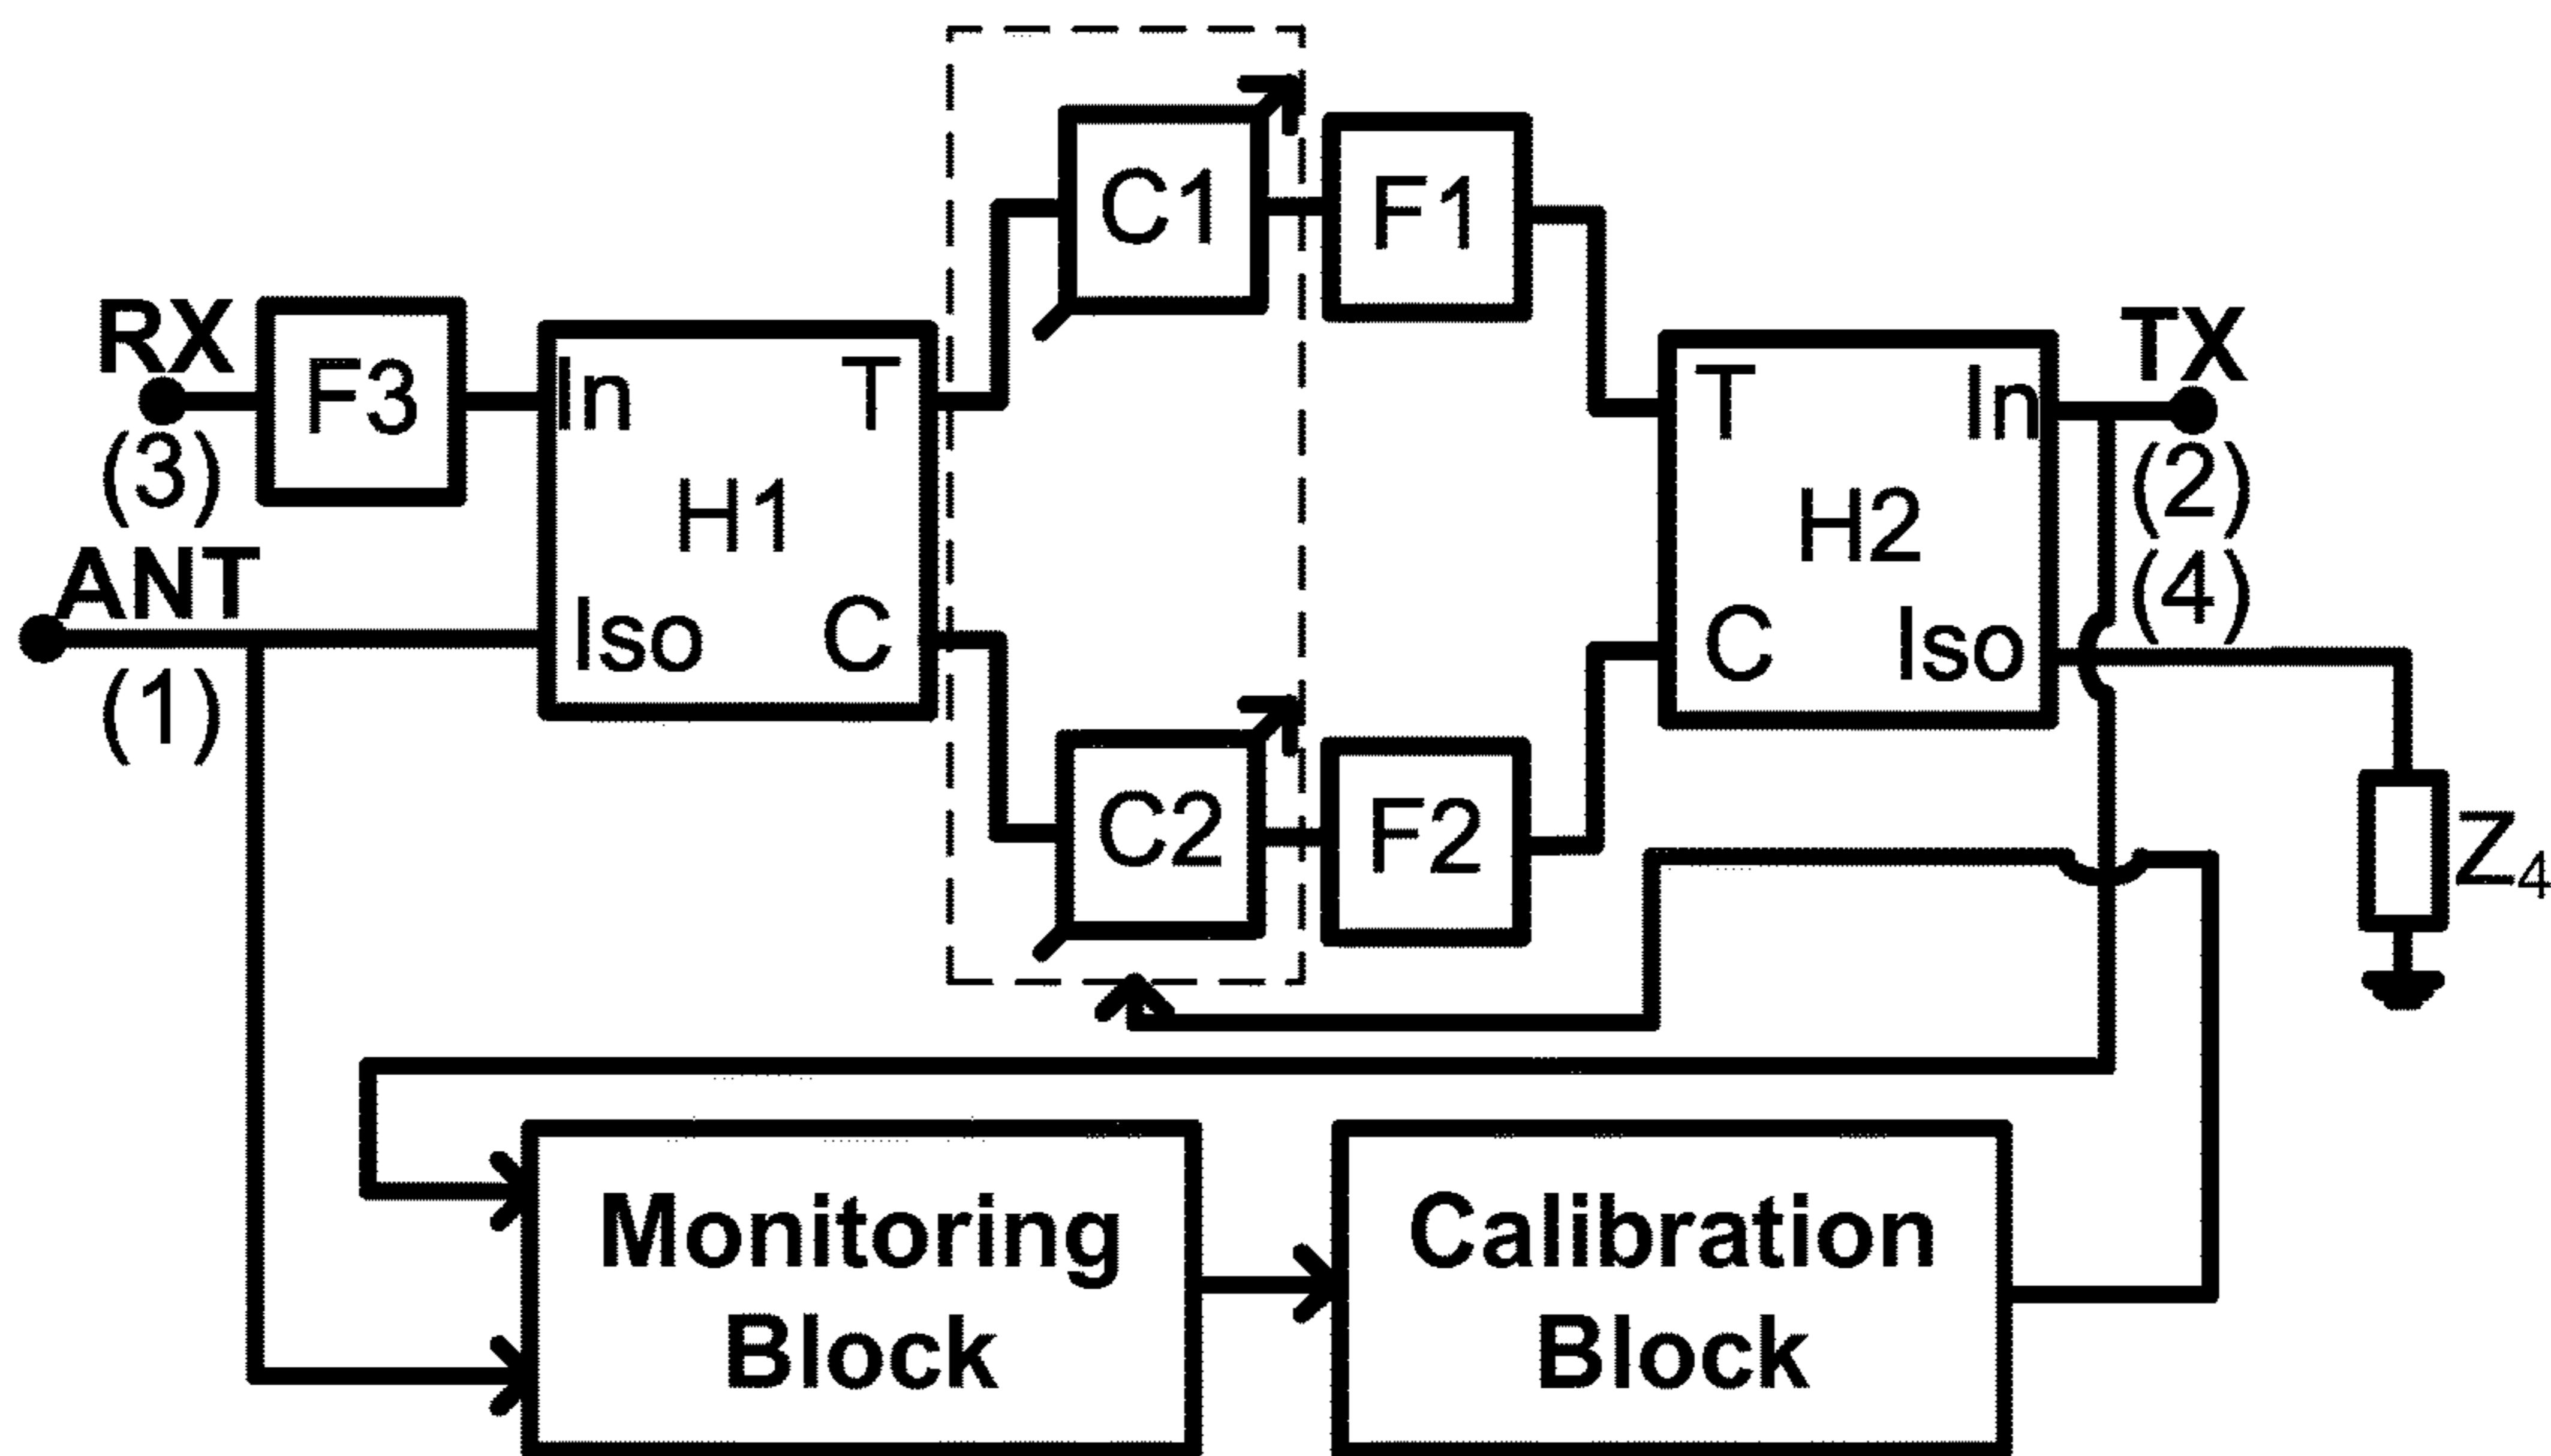 C1
F1
RX
F3
In
T
T
In
TX
(3)
H1
H2
(2)
ANT
Iso
C
C
Iso
(4)
(1)
C2
F2
Z₄
Monitoring
Block
Calibration
Block